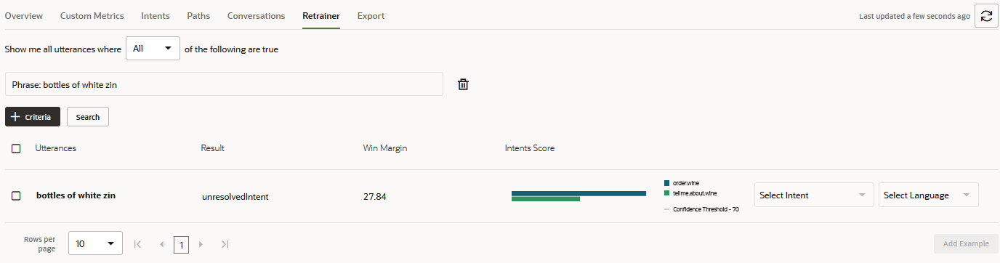 Overview Custom Metrics Intents Paths Conversations Retrainer Export Last updated a few seconds ago
Show me all utterances where All of the following are true
Phrase: bottles of white zin
Criteria Search
Utterances Result Win Margin Intents Score
bottles of white zin unresolvedIntent 27.84 order.wine
tellme.about.wine
Confidence Threshold - 70
Select Intent Select Language
Rows per
page
10 1 Add Example